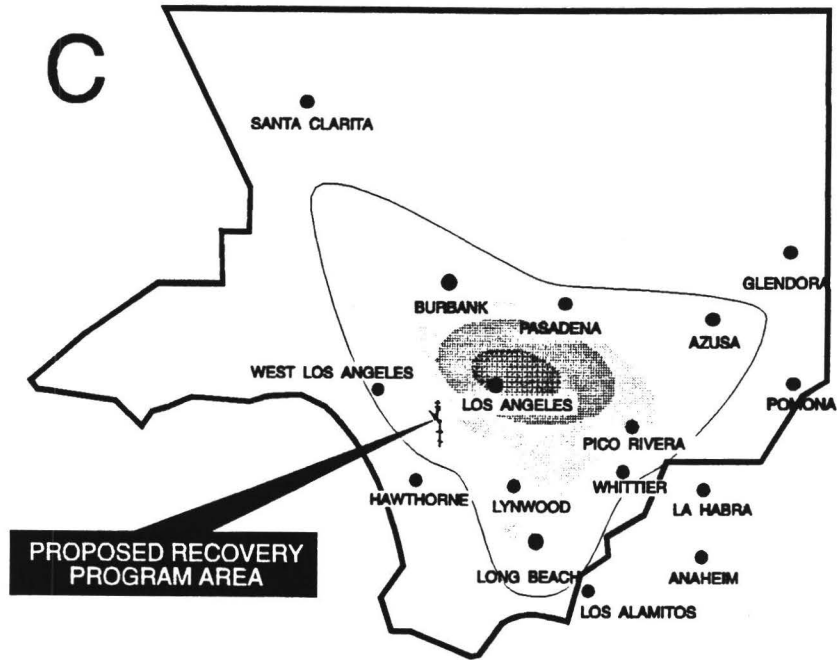 C
SANTA CLARITA
GLENDORA
BURBANK
PASADENA
AZUSA
WEST LOS ANGELES
LOS ANGELES
POMONA
PICO RIVERA
HAWTHORNE
LYNWOOD
WHITTIER
LA HABRA
PROPOSED RECOVERY
PROGRAM AREA
LONG BEACH
ANAHEIM
LOS ALAMITOS